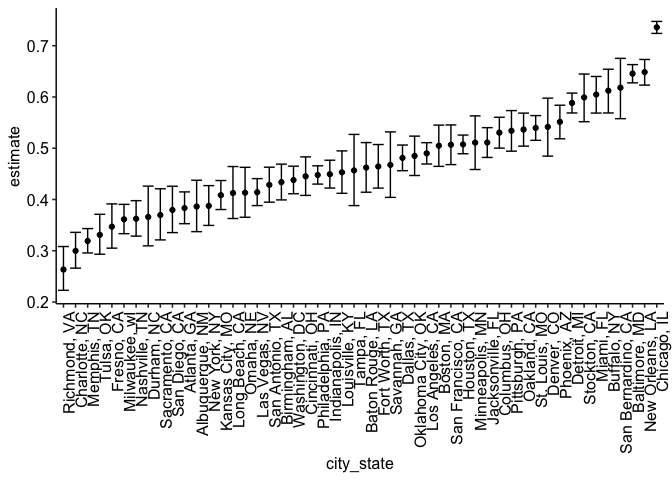 0.7
0.6
0.5
0.4
0.3
0.2
estimate
Richmond, VA
Charlotte, NC
Memphis, TN
Tulsa, OK
Fresno, CA
Milwaukee, wI
Nashville, TN
Durham, NC
Sacramento, CA
San Diego, CA
Atlanta, GA
Albuquerque, NM
New York, NY
Kansas City, MO
Long Beach, CA
Omaha, NE
Las Vegas, NV
San Antonio, TX
Birmingham, AL
Washington, DC
Cincinnati, OH
Philadelphia, PA
Indianapolis, IN
Louisville, KY
Tampa, FL
Baton Rouge, LA
Fort Worth, TX
Savannah, GA
Dallas, TX
Oklahoma City, OK
Los Angeles, CA
Boston, MA
San Francisco, CA
Houston, TX
Minneapolis, MN
Jacksonville, FL
Columbus, OH
Pittsburgh, PA
Oakland, CA
St. Louis, MO
Denver, CO
Phoenix, AZ
Detroit, MI
Stockton, CA
Miami, FL
Buffalo, NY
San Bernardino, CA
Baltimore, MD
New Orleans, LA
Chicago, IL
city_state